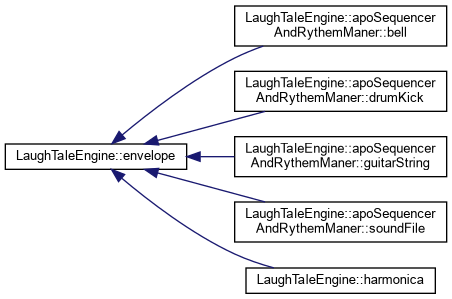 LaughTaleEngine::apoSequencer
AndRythemManer::bell
LaughTaleEngine::apoSequencer
AndRythemManer::drumKick
LaughTaleEngine::envelope
LaughTaleEngine::apoSequencer
AndRythemManer::guitarString
LaughTaleEngine::apoSequencer
AndRythemManer::soundFile
LaughTaleEngine::harmonica